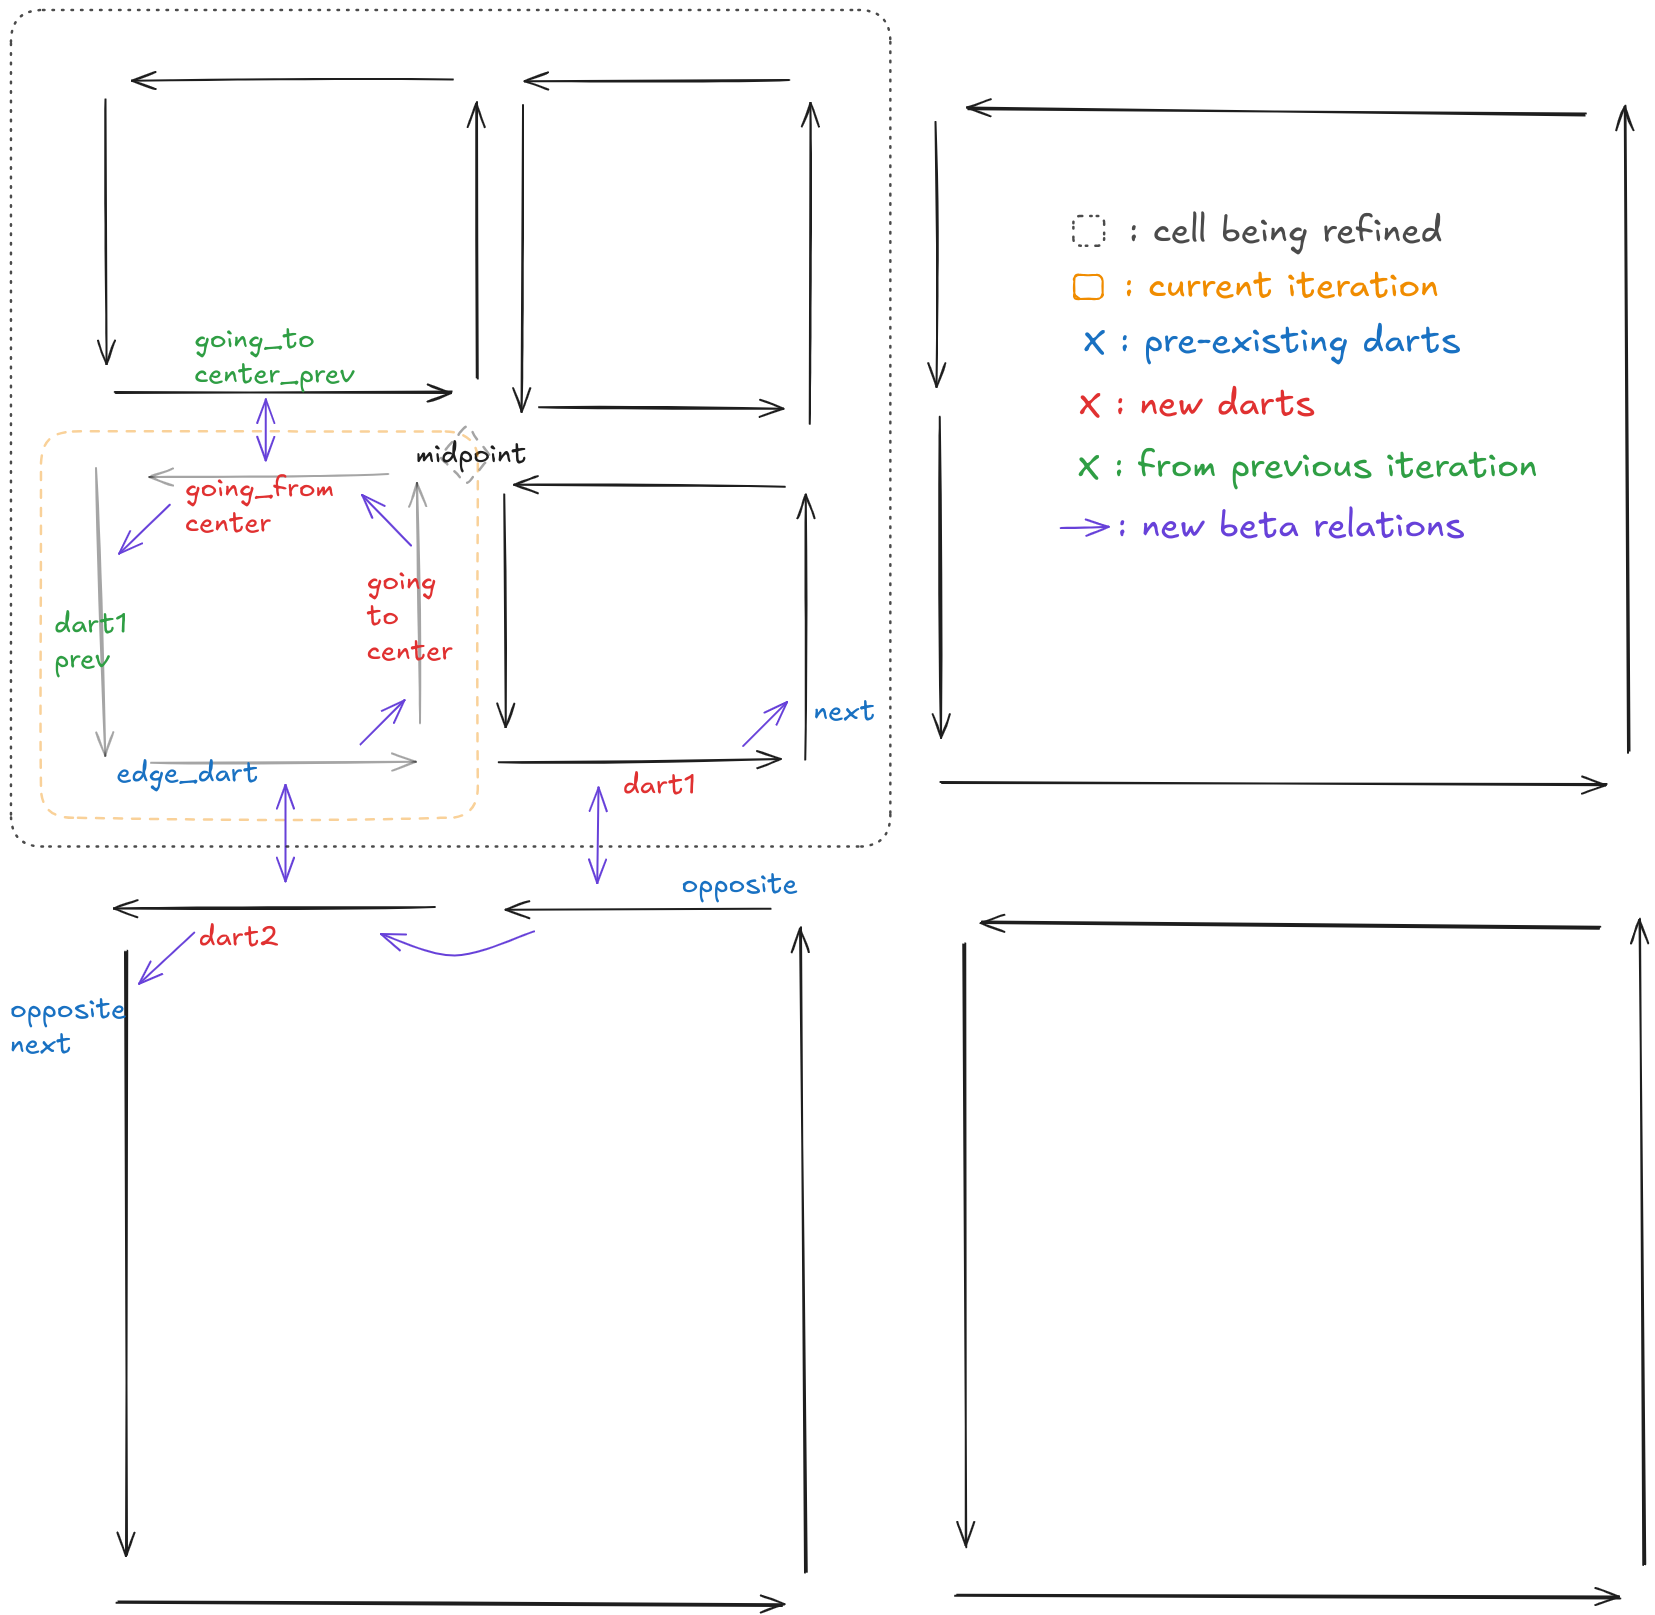 : cell being refined
: current iteration
x : pre-existing darts
x : new darts
x : from previous iteration
: new beta relations
going_to
center_prev
midpoint
going_from
center
going
to
center
dart1
prev
edge_dart
next
dart1
opposite
dart2
opposite
next